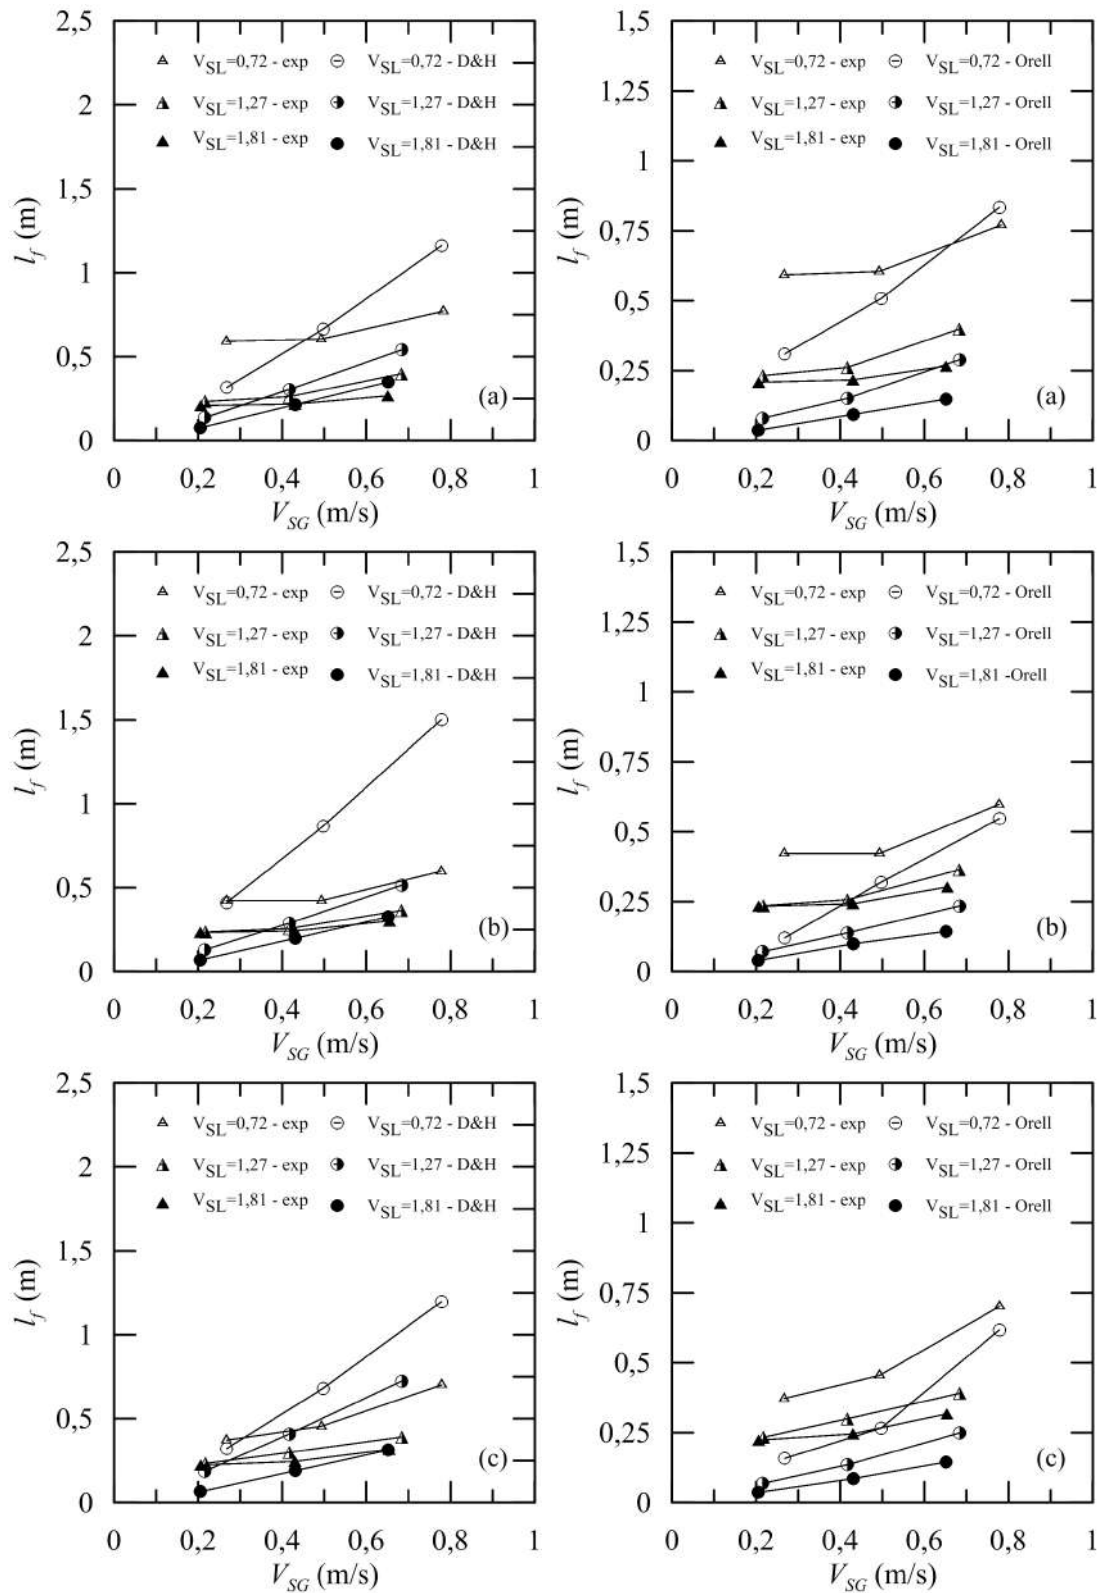 2,5
V_SL=0,72 - exp V_SL=0,72 - D&H
2
V_SL=1,27 - exp V_SL=1,27 - D&H
V_SL=1,81 - exp V_SL=1,81 - D&H
1,5
l_f (m)
1
0,5
(a)
0
0 0,2 0,4 0,6 0,8 1
V_SG (m/s)
1,5
V_SL=0,72 - exp V_SL=0,72 - Orell
1,25
V_SL=1,27 - exp V_SL=1,27 - Orell
V_SL=1,81 - exp V_SL=1,81 - Orell
1
l_f (m)
0,75
0,5
0,25
(a)
0
0 0,2 0,4 0,6 0,8 1
V_SG (m/s)
2,5
V_SL=0,72 - exp V_SL=0,72 - D&H
2
V_SL=1,27 - exp V_SL=1,27 - D&H
V_SL=1,81 - exp V_SL=1,81 - D&H
1,5
l_f (m)
1
0,5
(b)
0
0 0,2 0,4 0,6 0,8 1
V_SG (m/s)
1,5
V_SL=0,72 - exp V_SL=0,72 - Orell
1,25
V_SL=1,27 - exp V_SL=1,27 - Orell
V_SL=1,81 - exp V_SL=1,81 -Orell
1
l_f (m)
0,75
0,5
0,25
(b)
0
0 0,2 0,4 0,6 0,8 1
V_SG (m/s)
2,5
V_SL=0,72 - exp V_SL=0,72 - D&H
2
V_SL=1,27 - exp V_SL=1,27 - D&H
V_SL=1,81 - exp V_SL=1,81 - D&H
1,5
l_f (m)
1
0,5
(c)
0
0 0,2 0,4 0,6 0,8 1
V_SG (m/s)
1,5
V_SL=0,72 - exp V_SL=0,72 - Orell
1,25
V_SL=1,27 - exp V_SL=1,27 - Orell
V_SL=1,81 - exp V_SL=1,81 - Orell
1
l_f (m)
0,75
0,5
0,25
(c)
0
0 0,2 0,4 0,6 0,8 1
V_SG (m/s)